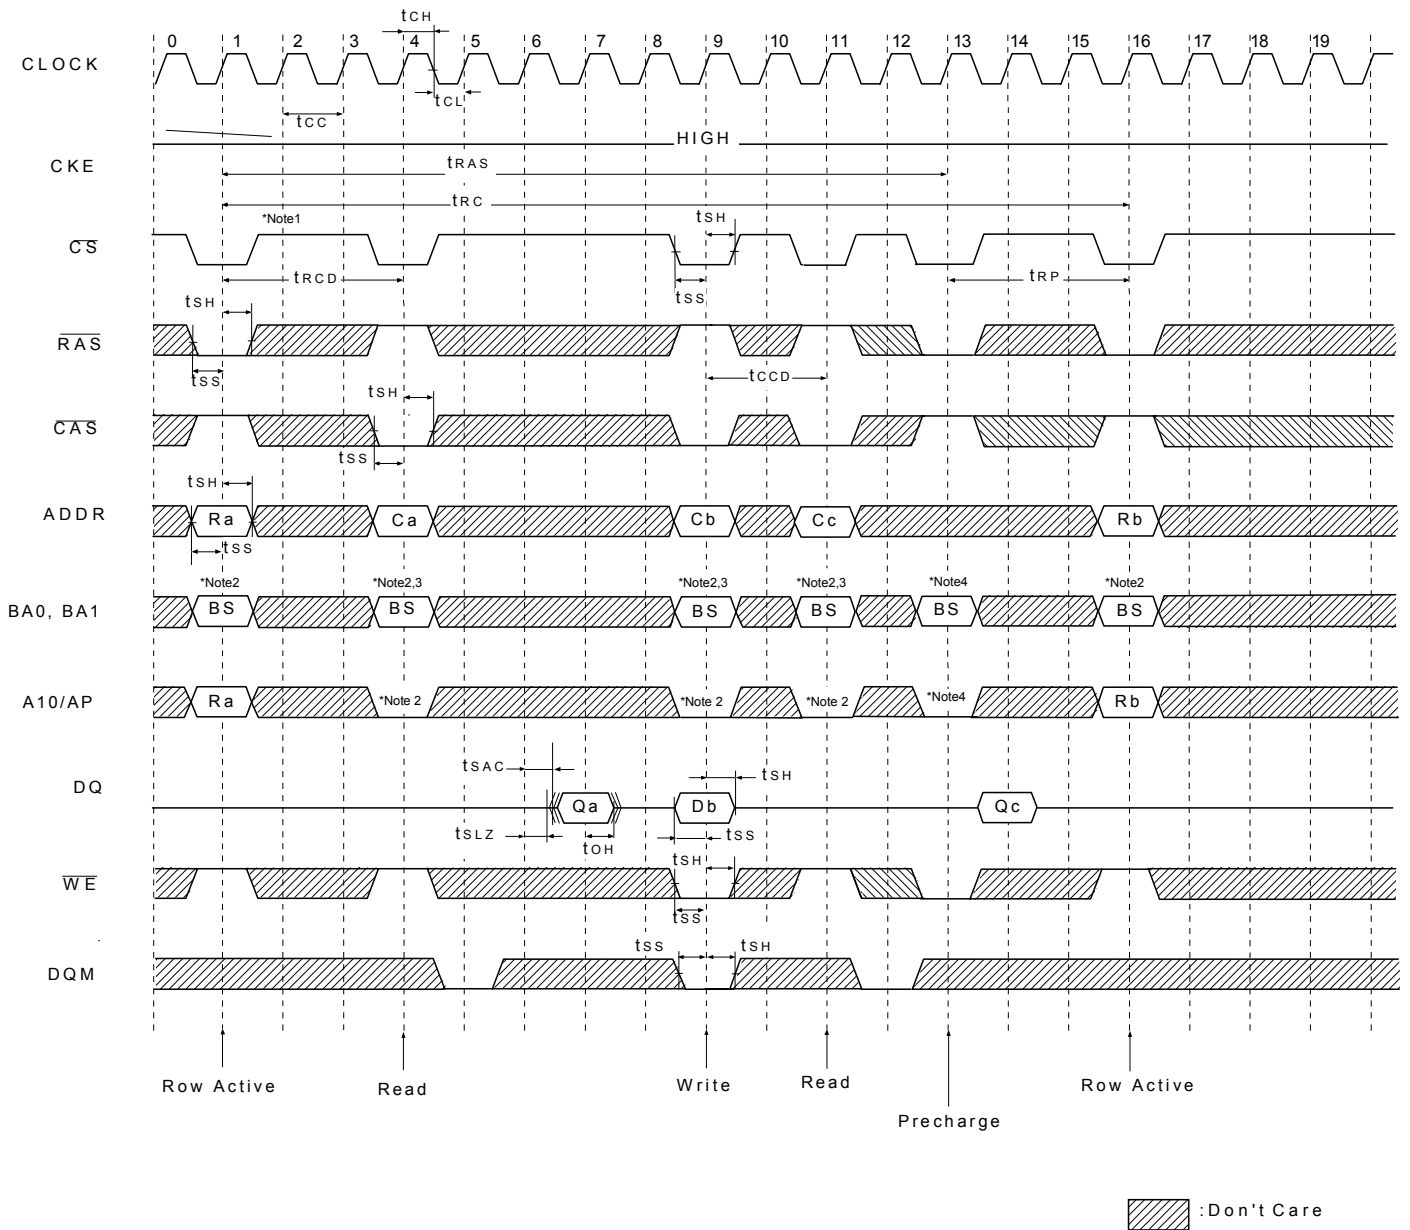 tCH
0 1 2 3 4 5 6 7 8 9 10 11 12 13 14 15 16 17 18 19
CLOCK
tCL
tCC
HIGH
CKE
tRAS
tRC
*Note1
tSH
CS
tRCD
tRP
tSS
tSH
RAS
tSS
tCCD
tSH
CAS
tSS
tSH
ADDR
Ra Ca Cb Cc Rb
tSS
*Note2 *Note2,3 *Note2,3 *Note2,3 *Note4 *Note2
BA0, BA1
BS BS BS BS BS BS
A10/AP
Ra *Note 2 *Note 2 *Note 2 *Note4 Rb
tSAC
tSH
DQ
Qa Db Qc
tSLZ
tOH
tSS
tSH
WE
tSS
tSS
tSH
DQM
Row Active
Read
Write
Read
Row Active
Precharge
:Don't Care